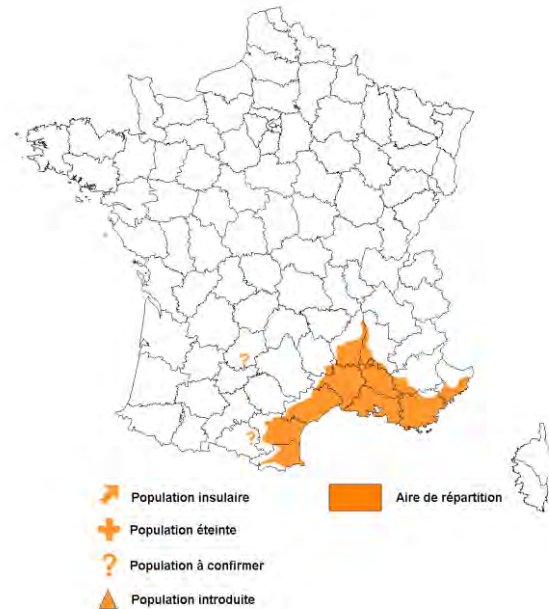 ?
?
Population insulaire
Aire de répartition
Population éteinte
? Population à confirmer
Population introduite